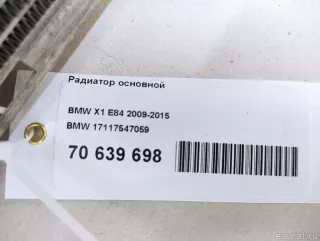 Радиатор основной
BMW X1 E84 2009-2015
BMW 17117547059
70 639 698